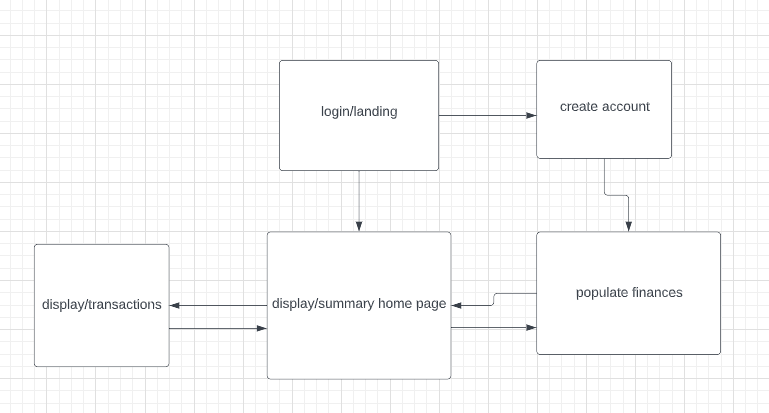 login/landing
create account
display/transactions
display/summary home page
populate finances